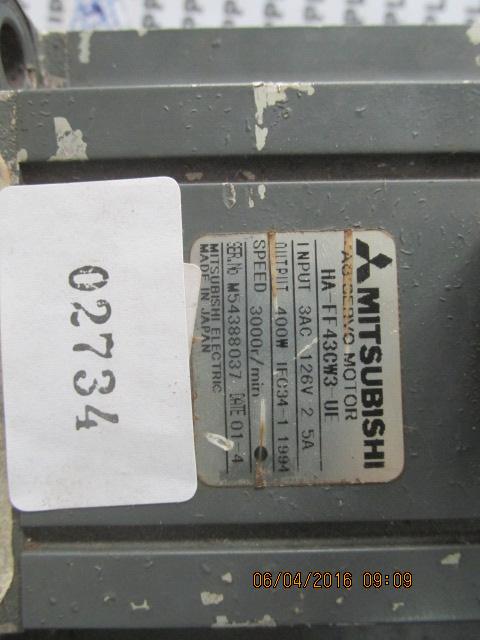 MITSUBISHI
AC SERVO MOTOR
HA-FF43CW3-UE
INPUT 3AC 126V 2.5A
OUTPUT 400W IEC34-1 1994
SPEED 3000r/min
SER.No M54388037 DATE 01-4
MITSUBISHI ELECTRIC
MADE IN JAPAN
02734
06/04/2016 09:09